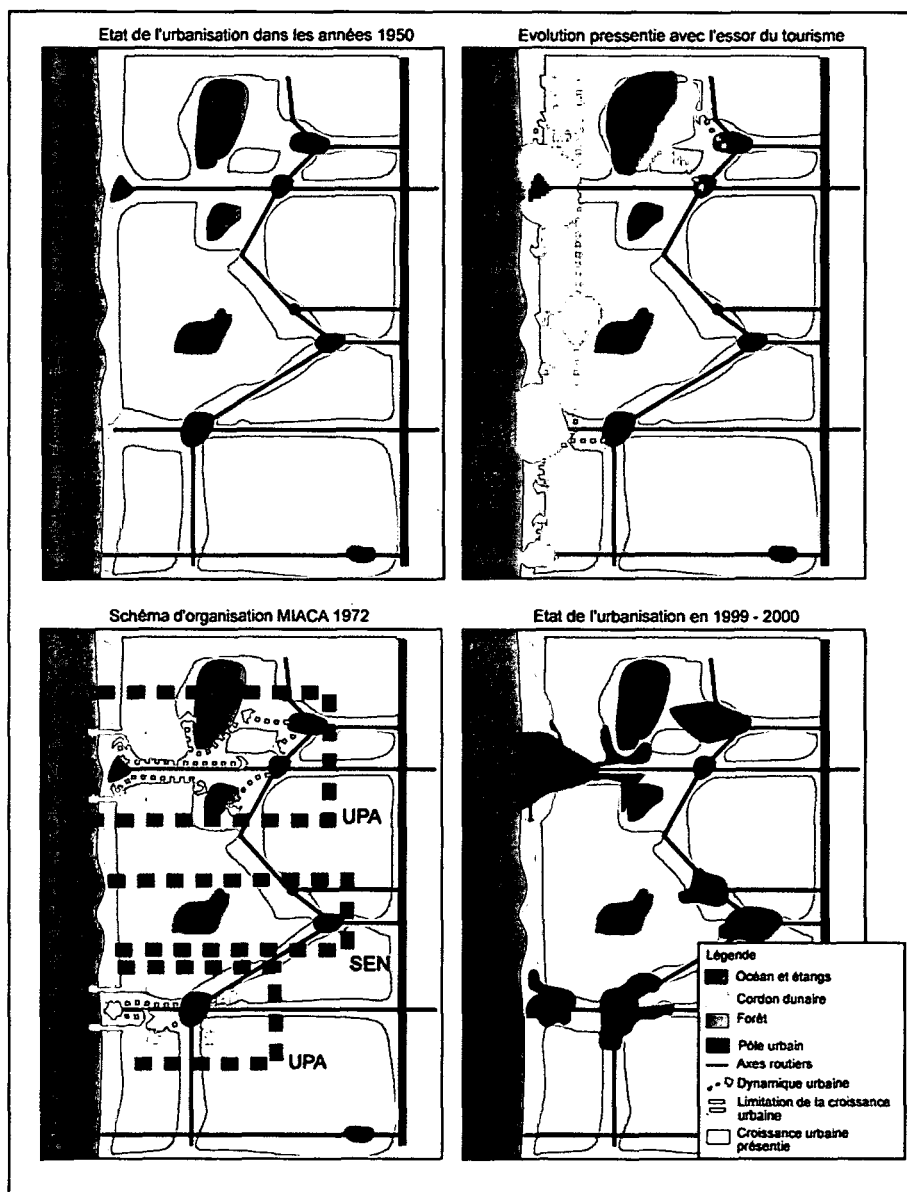 Etat de l'urbanisation dans les années 1950
Evolution pressentie avec l'essor du tourisme
Schéma d'organisation MIACA 1972
Etat de l'urbanisation en 1999 - 2000
UPA
SEN
UPA
Légende
Océan et étangs
Cordon dunaire
Forêt
Pôle urbain
Axes routiers
Dynamique urbaine
Limitation de la croissance
urbaine
Croissance urbaine
présentie